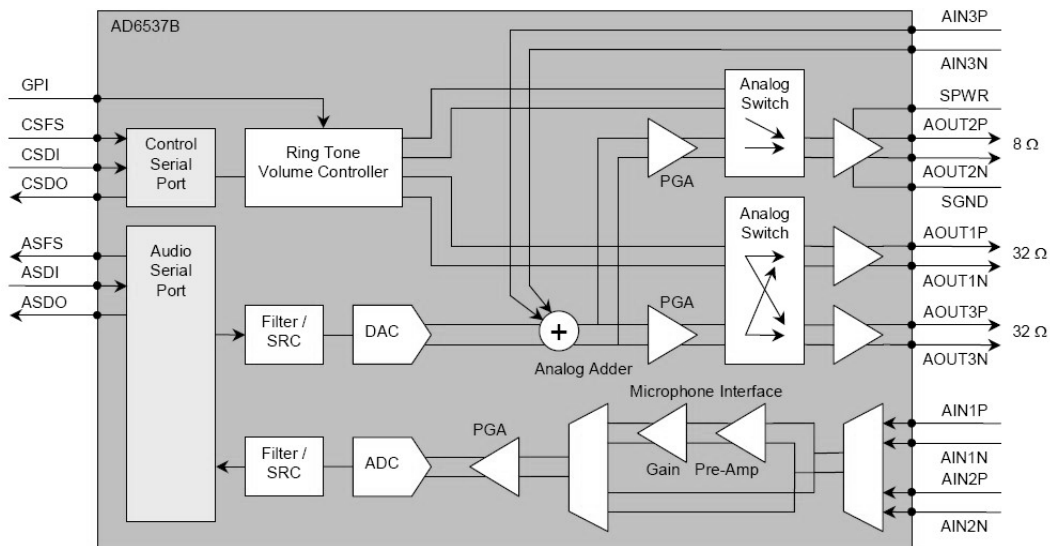 AD6537B
AIN3P
AIN3N
GPI
CSFS
CSDI
CSDO
Control
Serial
Port
Ring Tone
Volume Controller
Analog
Switch
PGA
SPWR
AOUT2P
8 Ω
AOUT2N
SGND
ASFS
ASDI
ASDO
Audio
Serial
Port
Analog
Switch
AOUT1P
32 Ω
AOUT1N
Filter /
SRC
DAC
+
Analog Adder
PGA
AOUT3P
32 Ω
AOUT3N
Microphone Interface
Filter /
SRC
ADC
PGA
Gain
Pre-Amp
AIN1P
AIN1N
AIN2P
AIN2N